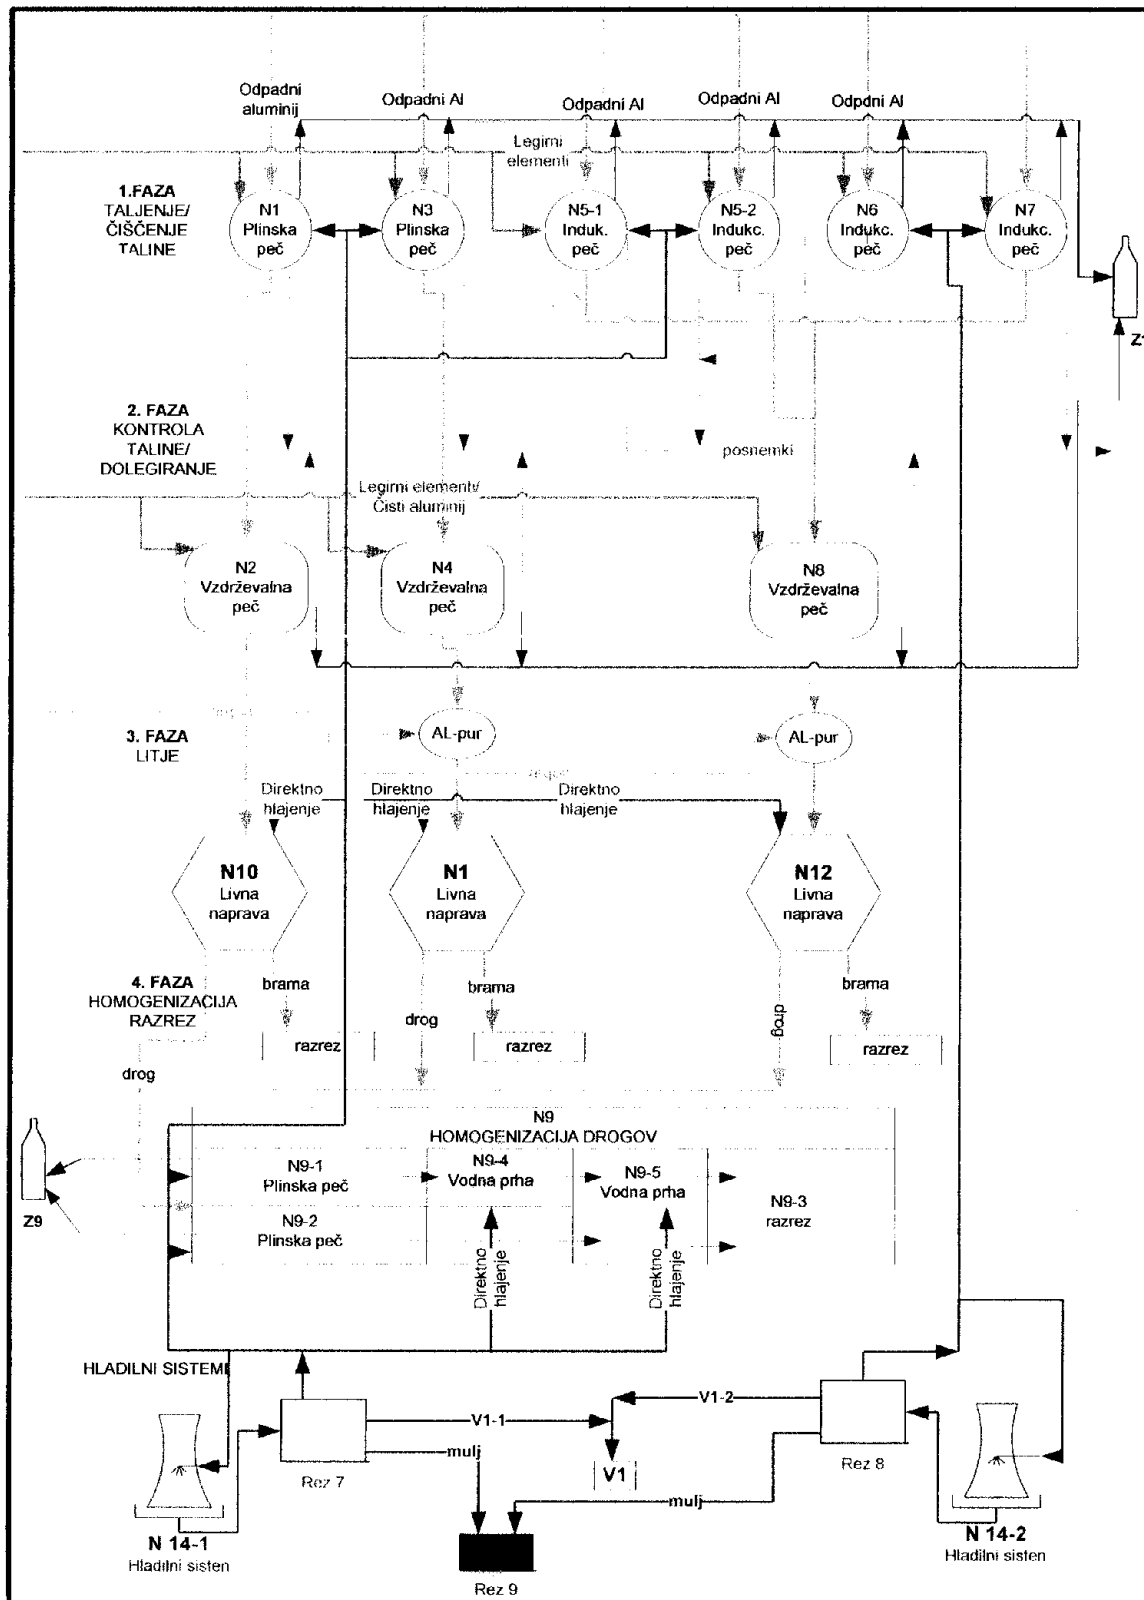 Odpadni
aluminij
Odpadni Al
Odpadni Al
Odpadni Al
Odpdni Al
Legirni
elementi
1.FAZA
TALJENJE/
ČIŠČENJE
TALINE
N1
Plinska
peč
N3
Plinska
peč
N5-1
Induk.
peč
N5-2
Indukc.
peč
N6
Indukc.
peč
N7
Indukc.
peč
2. FAZA
KONTROLA
TALINE/
DOLEGIRANJE
posnemki
Legirni elementi/
Čisti aluminij
N2
Vzdrževalna
peč
N4
Vzdrževalna
peč
N8
Vzdrževalna
peč
3. FAZA
LITJE
AL-pur
AL-pur
Direktno
hlajenje
Direktno
hlajenje
Direktno
hlajenje
N10
Livna
naprava
N1
Livna
naprava
N12
Livna
naprava
4. FAZA
HOMOGENIZACIJA
RAZREZ
brama
drog
brama
drog
brama
razrez
razrez
razrez
drog
N9
HOMOGENIZACIJA DROGOV
N9-1
Plinska peč
N9-4
Vodna prha
N9-5
Vodna prha
N9-2
Plinska peč
N9-3
razrez
Z9
Direktno
hlajenje
Direktno
hlajenje
HLADILNI SISTEMI
V1-1
V1-2
mulj
V1
mulj
Rez 7
Rez 8
N 14-1
Hladilni sisten
Rez 9
N 14-2
Hladilni sisten